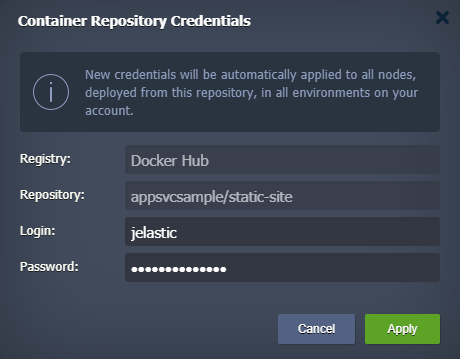 Container Repository Credentials
New credentials will be automatically applied to all nodes,
deployed from this repository, in all environments on your
account.
Registry: Docker Hub
Repository: appsvcsample/static-site
Login: jelastic
Password: ••••••••••••••
Cancel Apply